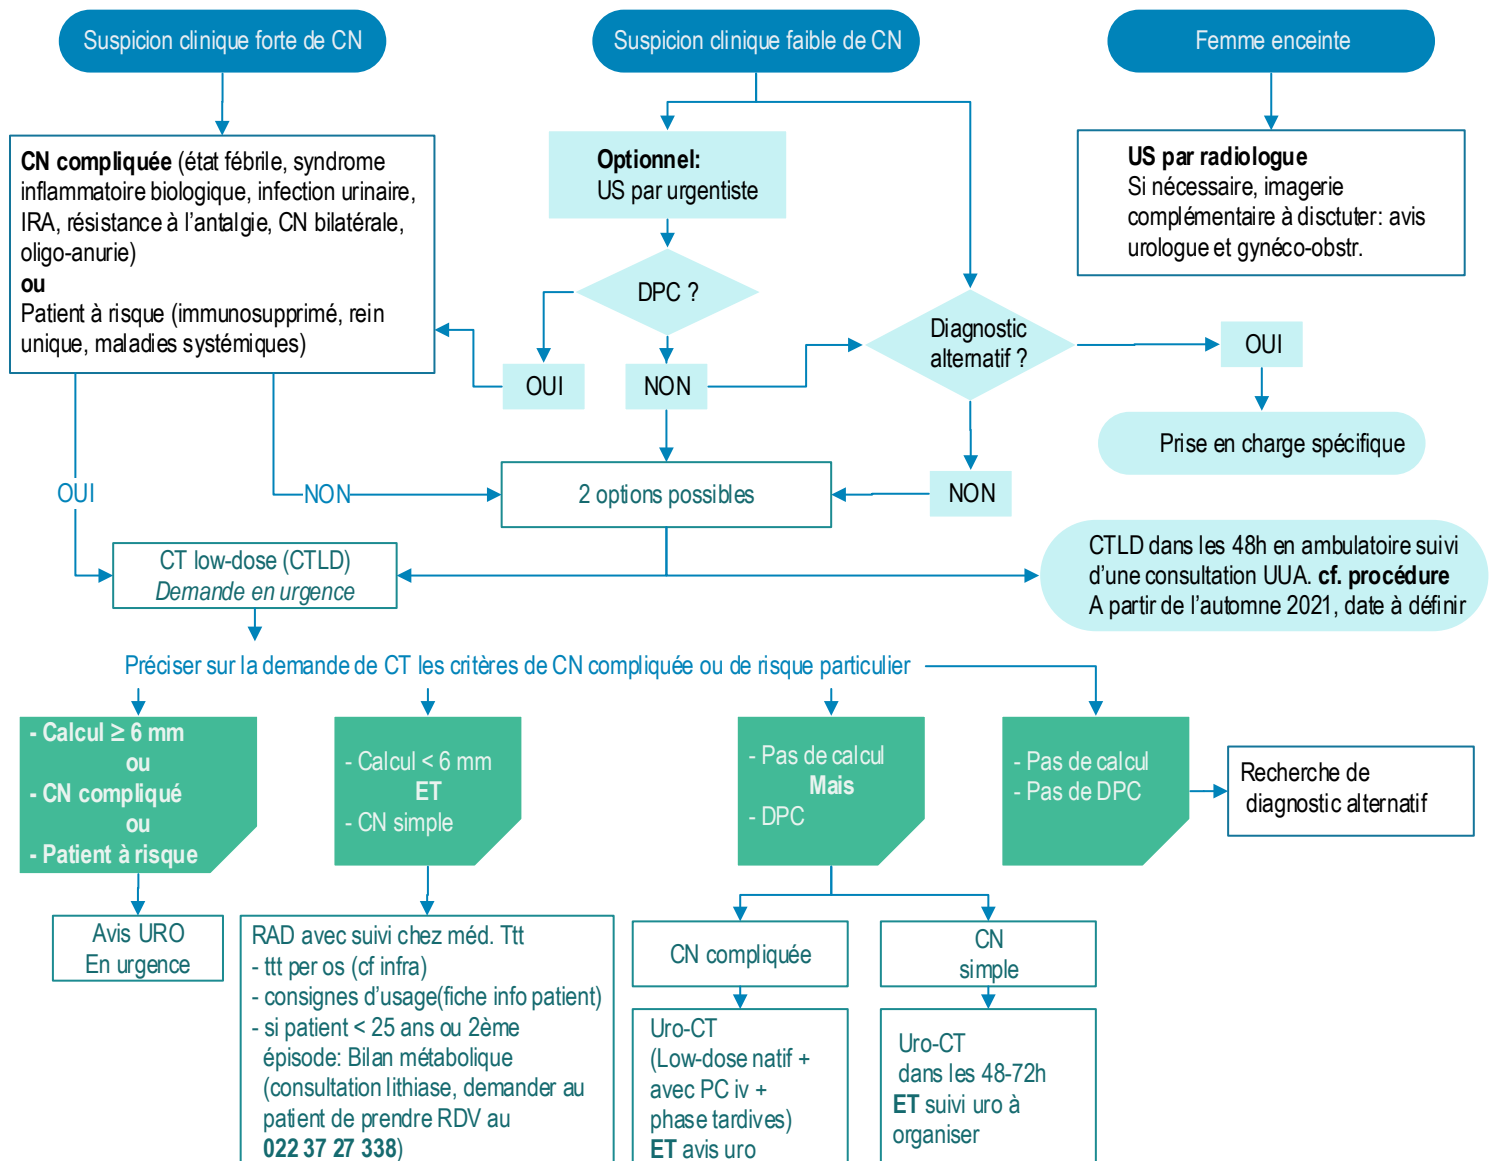 Suspicion clinique forte de CN
Suspicion clinique faible de CN
Femme enceinte
CN compliquée (état fébrile, syndrome
inflammatoire biologique, infection urinaire,
IRA, résistance à l'antalgie, CN bilatérale,
oligo-anurie)
ou
Patient à risque (immunosupprimé, rein
unique, maladies systémiques)
Optionnel:
US par urgentiste
US par radiologue
Si nécessaire, imagerie
complémentaire à disctuter: avis
urologue et gynéco-obstr.
DPC ?
Diagnostic
alternatif ?
OUI
OUI
NON
Prise en charge spécifique
OUI
NON
2 options possibles
NON
CT low-dose (CTLD)
Demande en urgence
CTLD dans les 48h en ambulatoire suivi
d'une consultation UUA. cf. procédure
A partir de l'automne 2021, date à définir
Préciser sur la demande de CT les critères de CN compliquée ou de risque particulier
- Calcul ≥ 6 mm
ou
- CN compliqué
ou
- Patient à risque
- Calcul < 6 mm
ET
- CN simple
- Pas de calcul
Mais
- DPC
- Pas de calcul
- Pas de DPC
Recherche de
diagnostic alternatif
Avis URO
En urgence
RAD avec suivi chez méd. Ttt
- ttt per os (cf infra)
- consignes d'usage(fiche info patient)
- si patient < 25 ans ou 2ème
épisode: Bilan métabolique
(consultation lithiase, demander au
patient de prendre RDV au
022 37 27 338)
CN compliquée
CN
simple
Uro-CT
(Low-dose natif +
avec PC iv +
phase tardives)
ET avis uro
Uro-CT
dans les 48-72h
ET suivi uro à
organiser